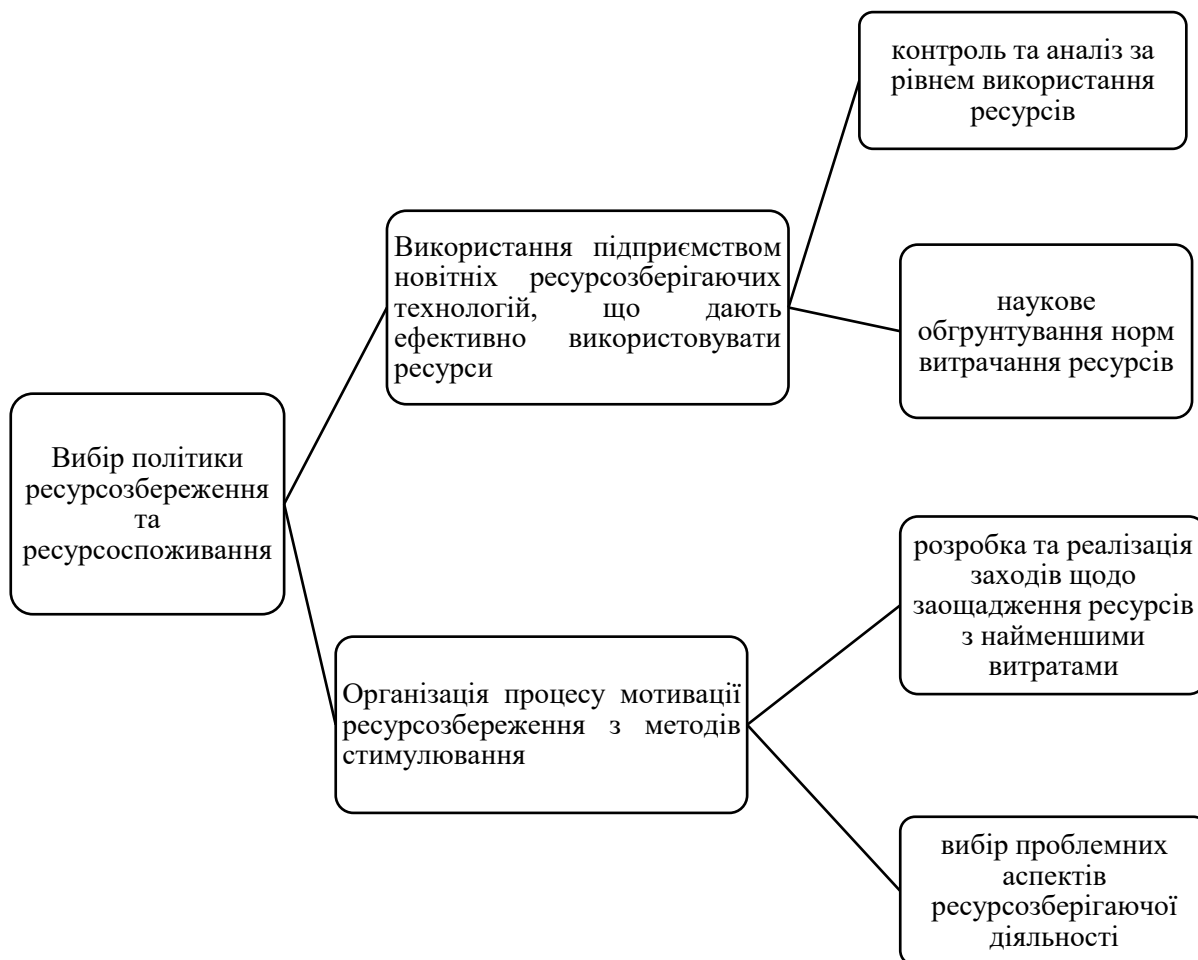 контроль та аналіз за
рівнем використання
ресурсів
Використання підприємством
новітніх ресурсозберігаючих
технологій, що дають
ефективно використовувати
ресурси
наукове
обгрунтування норм
витрачання ресурсів
Вибір політики
ресурсозбереження
та
ресурсоспоживання
розробка та реалізація
заходів щодо
заощадження ресурсів
з найменшими
витратами
Організація процесу мотивації
ресурсозбереження з методів
стимулювання
вибір проблемних
аспектів
ресурсозберігаючої
діяльності